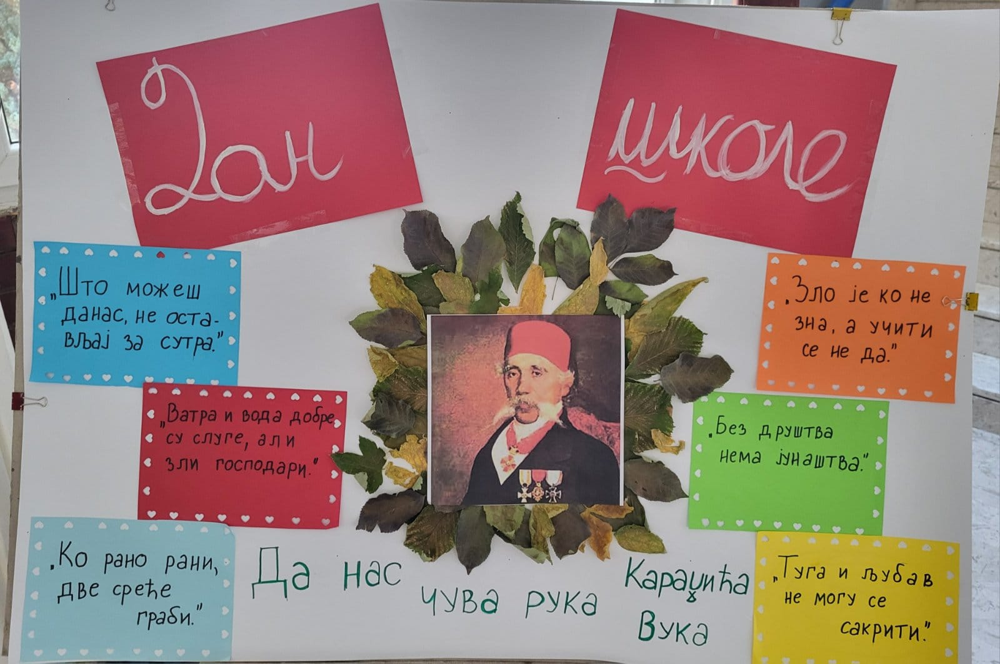 Дан школе
„Што можеш
данас, не оста-
вљај за сутра."
„Ватра и вода добре
су слуге, али
зли господари."
„Ко рано рани,
две среће
граби."
„Зло је ко не
зна, а учити
се не да."
„Без друштва
нема јунаштва."
„Туга и љубав
не могу се
сакрити."
Да нас
чува рука
Караџића
Вука